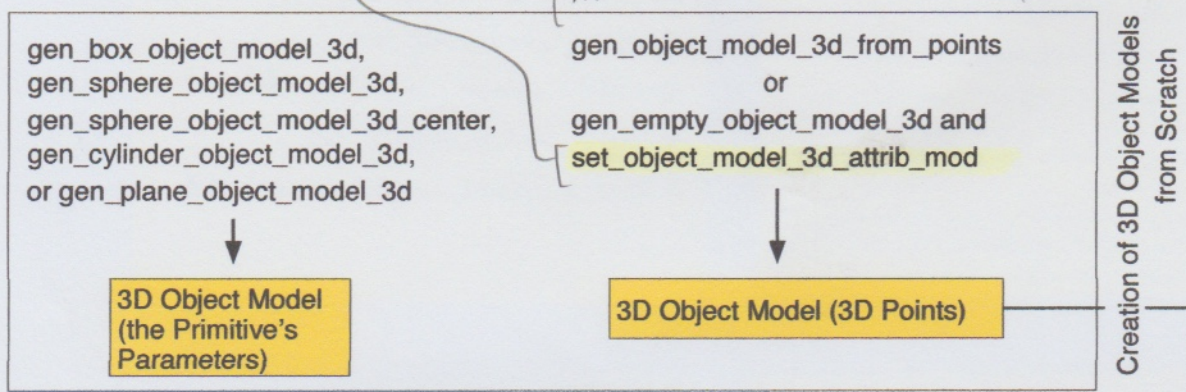 gen_box_object_model_3d,
gen_sphere_object_model_3d,
gen_sphere_object_model_3d_center,
gen_cylinder_object_model_3d,
or gen_plane_object_model_3d
3D Object Model
(the Primitive's
Parameters)
gen_object_model_3d_from_points
or
gen_empty_object_model_3d and
set_object_model_3d_attrib_mod
3D Object Model (3D Points)
Creation of 3D Object Models
from Scratch